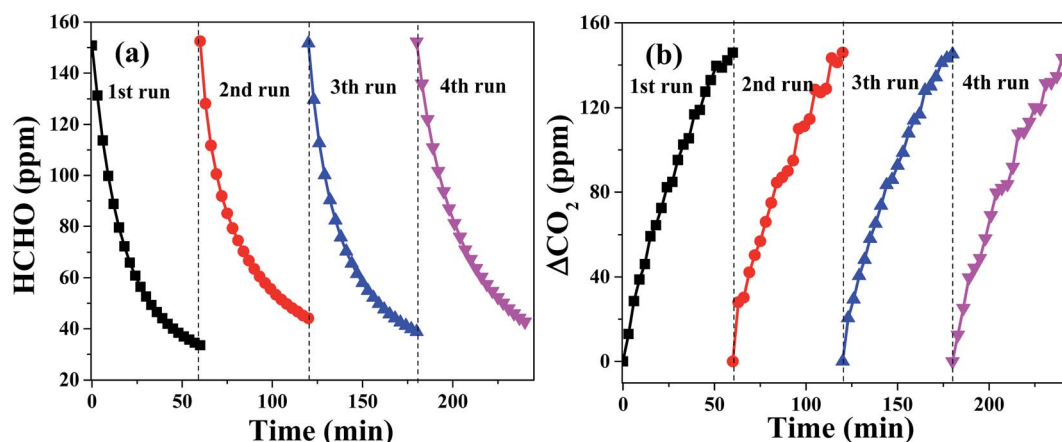 (a)
160
140
120
100
80
60
40
20
HCHO (ppm)
1st run
2nd run
3th run
4th run
0
50
100
150
200
Time (min)
(b)
160
120
80
40
0
ΔCO₂ (ppm)
1st run
2nd run
3th run
4th run
0
50
100
150
200
Time (min)